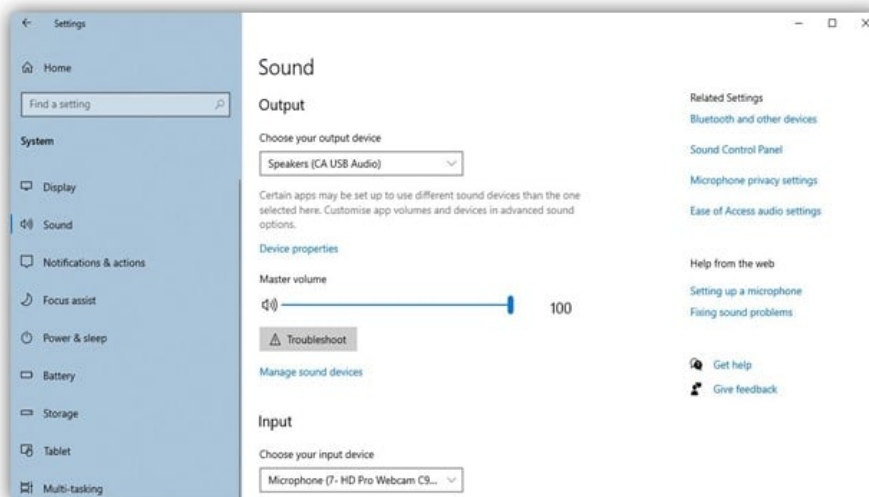 Settings
Home
Find a setting
System
Display
Sound
Notifications & actions
Focus assist
Power & sleep
Battery
Storage
Tablet
Multi-tasking
Sound
Output
Choose your output device
Speakers (CA USB Audio)
Certain apps may be set up to use different sound devices than the one
selected here. Customise app volumes and devices in advanced sound
options.
Device properties
Master volume
100
Troubleshoot
Manage sound devices
Input
Choose your input device
Microphone (7- HD Pro Webcam C9...
Related Settings
Bluetooth and other devices
Sound Control Panel
Microphone privacy settings
Ease of Access audio settings
Help from the web
Setting up a microphone
Fixing sound problems
Get help
Give feedback